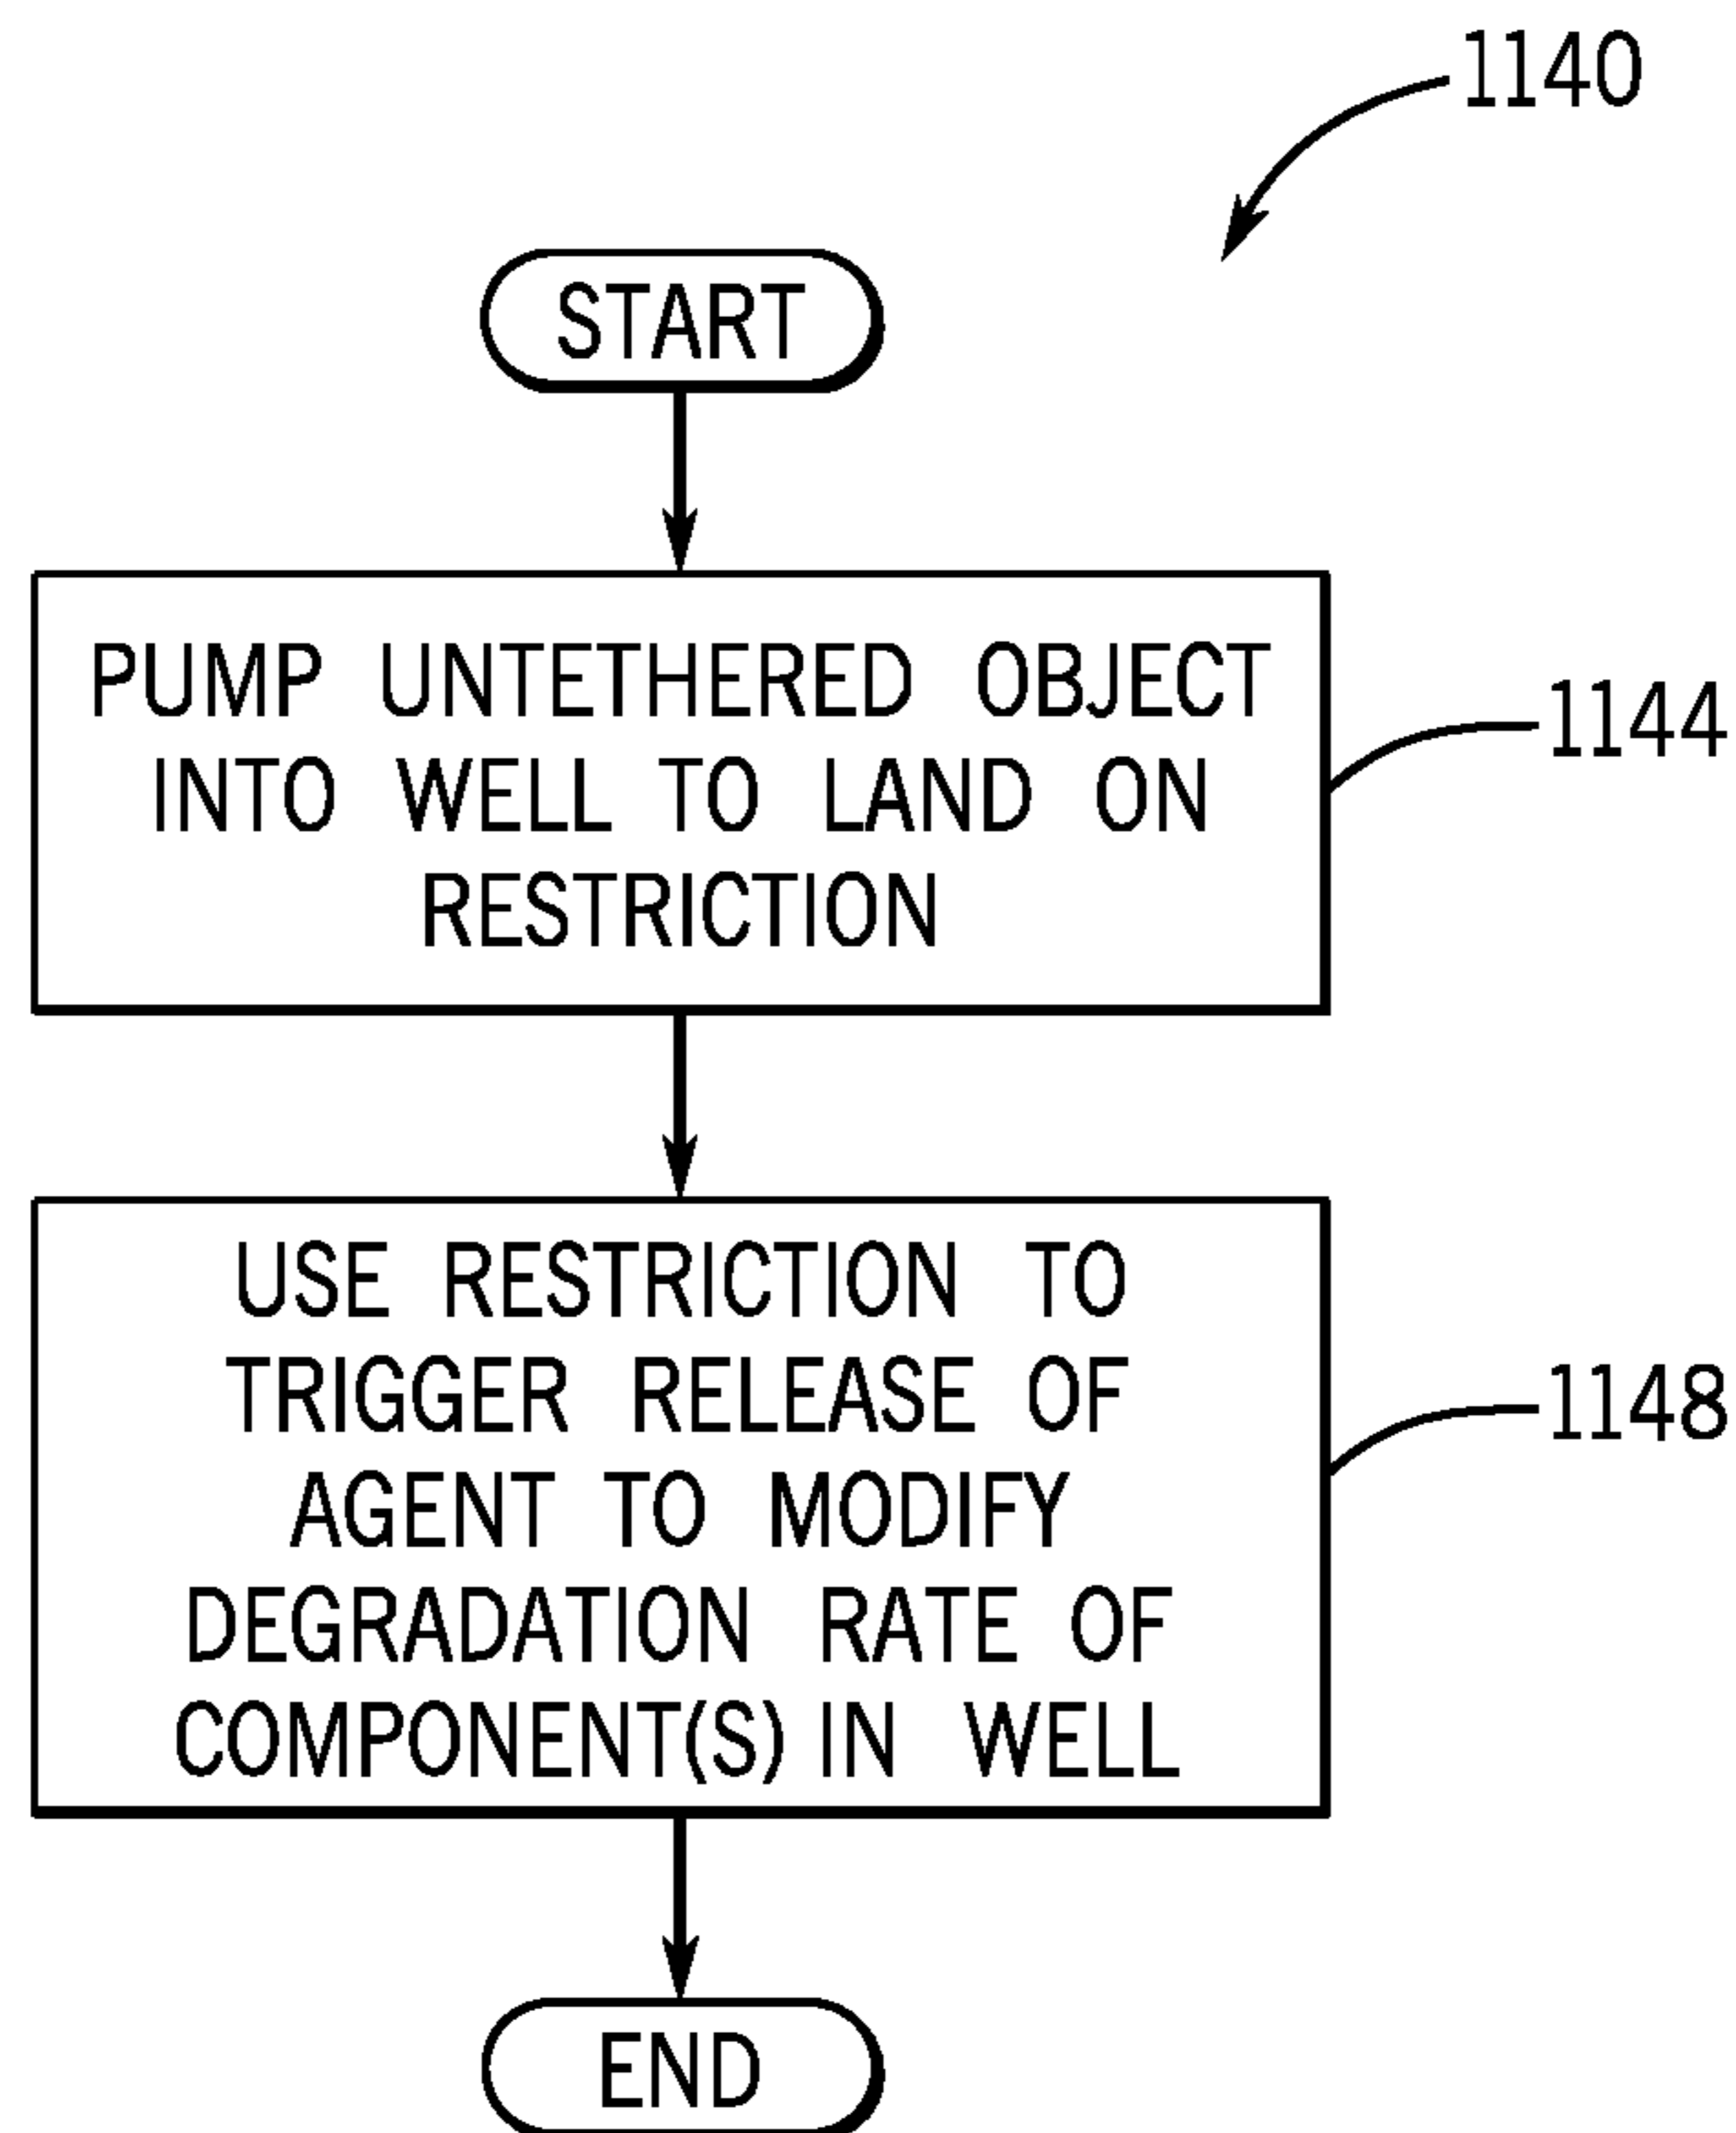 1140
START
PUMP UNTETHERED OBJECT
INTO WELL TO LAND ON
RESTRICTION
1144
USE RESTRICTION TO
TRIGGER RELEASE OF
AGENT TO MODIFY
DEGRADATION RATE OF
COMPONENT(S) IN WELL
1148
END